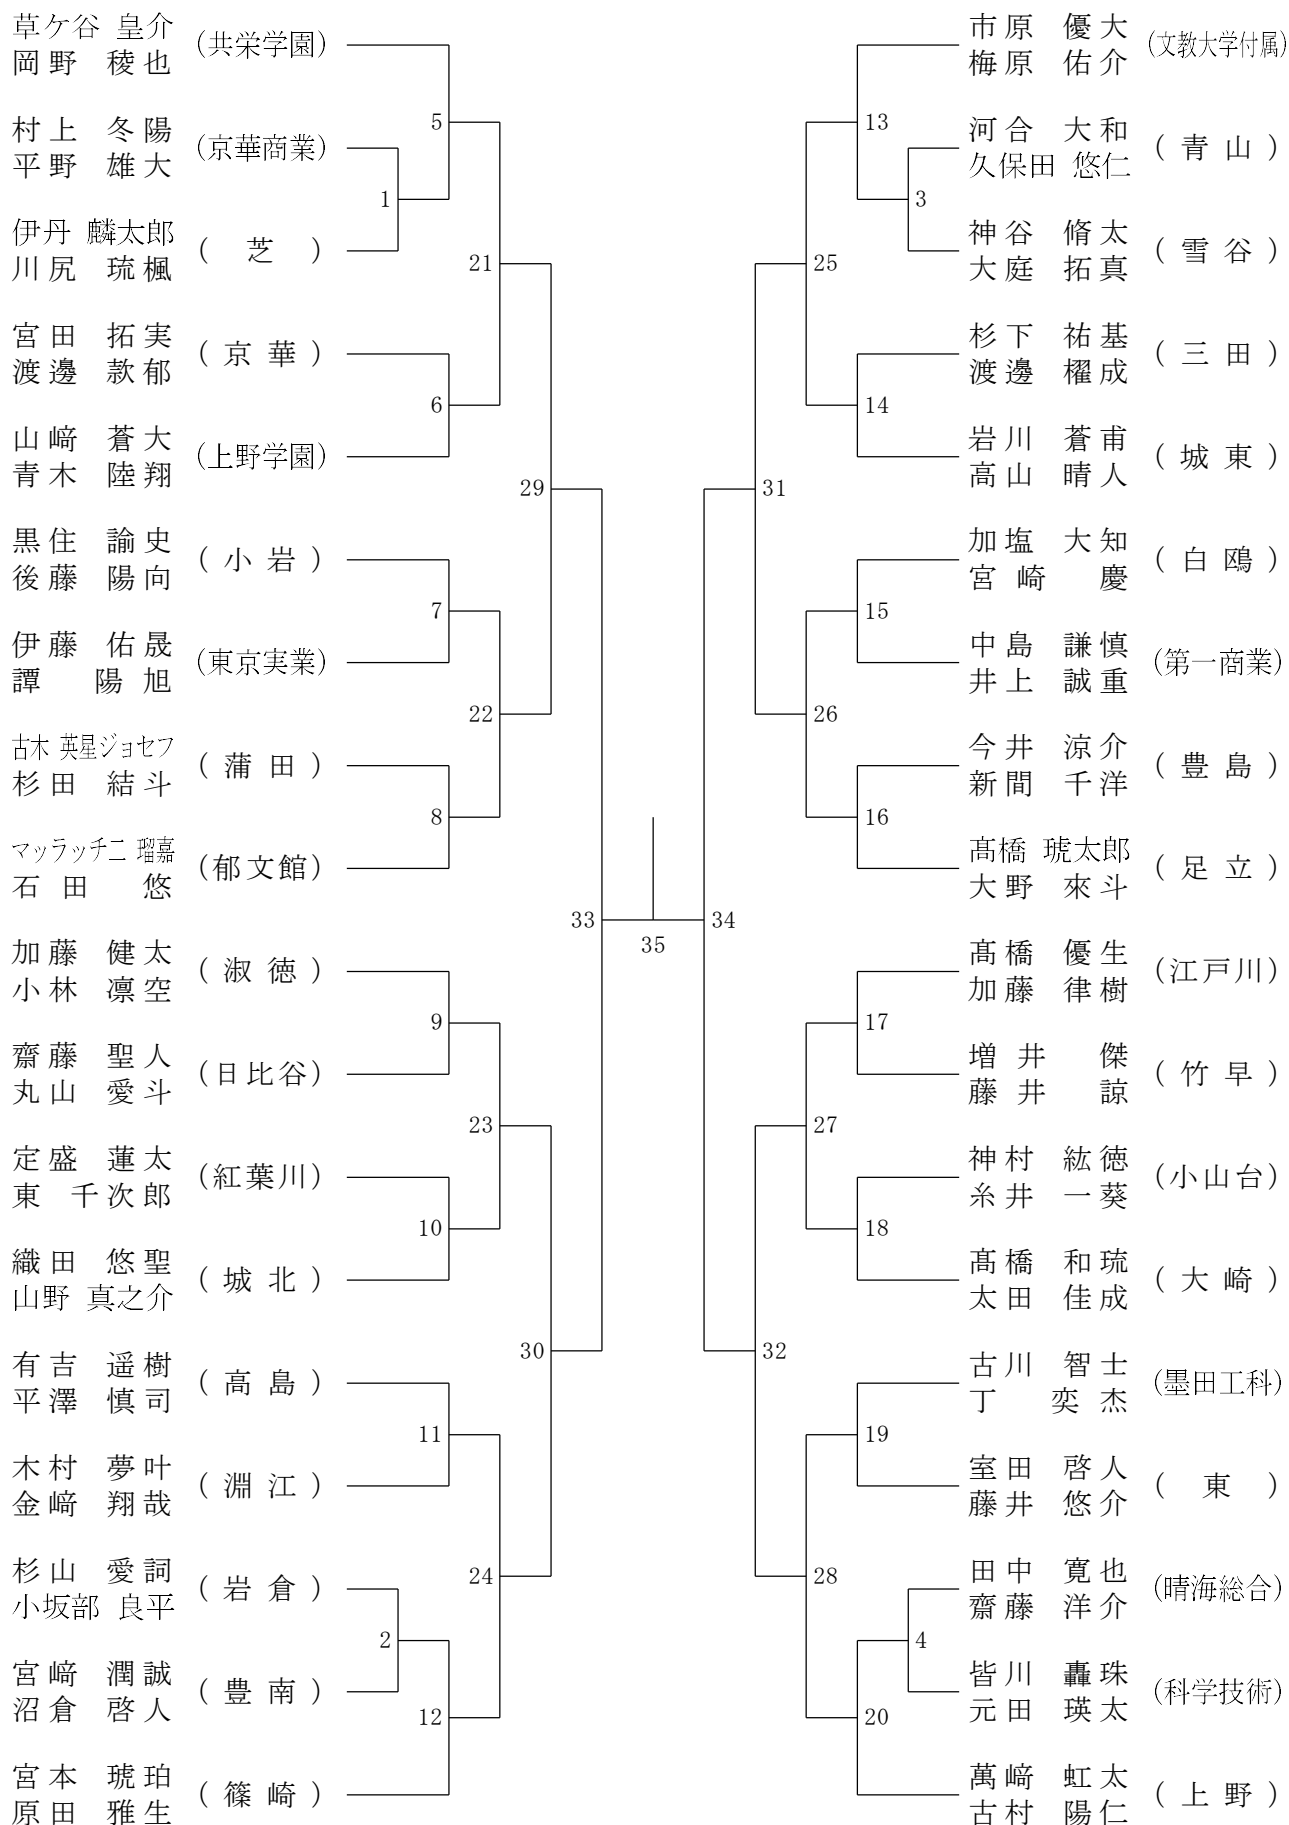 草ケ谷 皇介
岡野 稜也
(共栄学園)
村上 冬陽
平野 雄大
(京華商業)
伊丹 麟太郎
川尻 琉楓
(芝)
宮田 拓実
渡邊 款郁
(京華)
山﨑 蒼大
青木 陸翔
(上野学園)
黒住 諭史
後藤 陽向
(小岩)
伊藤 佑晟
譚 陽旭
(東京実業)
古木 英星ジョセフ
杉田 結斗
(蒲田)
マッラッチニ 瑠嘉
石田 悠
(郁文館)
加藤 健太
小林 凛空
(淑徳)
齋藤 聖人
丸山 愛斗
(日比谷)
定盛 蓮太
東 千次郎
(紅葉川)
織田 悠聖
山野 真之介
(城北)
有吉 遥樹
平澤 慎司
(高島)
木村 夢叶
金﨑 翔哉
(淵江)
杉山 愛詞
小坂部 良平
(岩倉)
宮﨑 潤誠
沼倉 啓人
(豊南)
宮本 琥珀
原田 雅生
(篠崎)
1
2
5
6
7
8
9
10
11
12
21
22
23
24
29
30
33
35
34
31
32
25
26
27
28
13
14
15
16
17
18
19
20
3
4
市原 優大
梅原 佑介
(文教大学付属)
河合 大和
久保田 悠仁
(青山)
神谷 脩太
大庭 拓真
(雪谷)
杉下 祐基
渡邊 櫂成
(三田)
岩川 蒼甫
高山 晴人
(城東)
加塩 大知
宮崎 慶
(白鴎)
中島 謙慎
井上 誠重
(第一商業)
今井 涼介
新間 千洋
(豊島)
髙橋 琥太郎
大野 來斗
(足立)
髙橋 優生
加藤 律樹
(江戸川)
増井 傑
藤井 諒
(竹早)
神村 紘徳
糸井 一葵
(小山台)
髙橋 和琉
太田 佳成
(大崎)
古川 智士
丁 奕杰
(墨田工科)
室田 啓人
藤井 悠介
(東)
田中 寛也
齋藤 洋介
(晴海総合)
皆川 轟珠
元田 瑛太
(科学技術)
萬﨑 虹太
古村 陽仁
(上野)